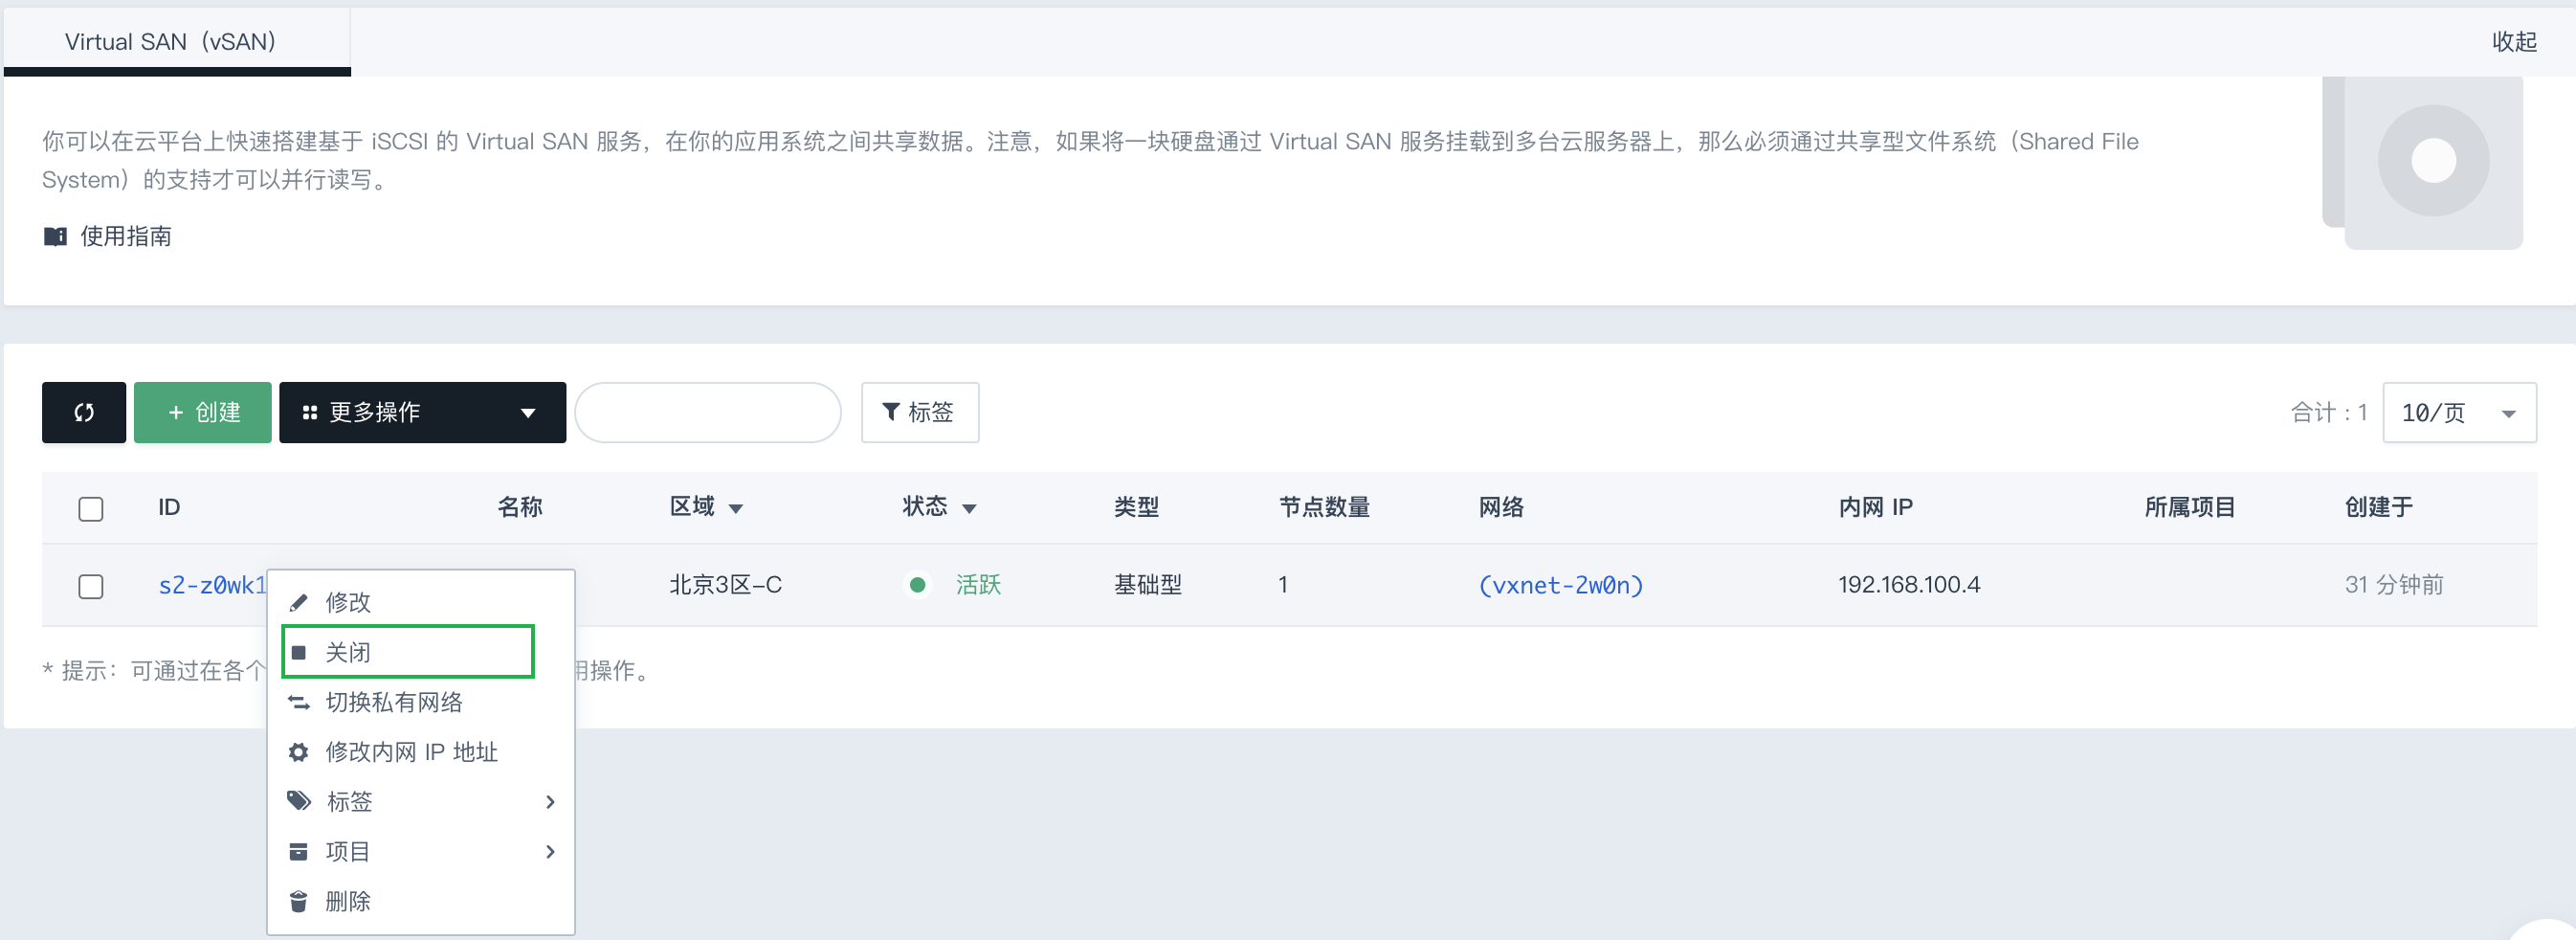 Virtual SAN（vSAN）
收起
你可以在云平台上快速搭建基于 iSCSI 的 Virtual SAN 服务，在你的应用系统之间共享数据。注意，如果将一块硬盘通过 Virtual SAN 服务挂载到多台云服务器上，那么必须通过共享型文件系统（Shared File
System）的支持才可以并行读写。
使用指南
+ 创建 更多操作 标签 合计 : 1 10/页
ID 名称 区域 状态 类型 节点数量 网络 内网 IP 所属项目 创建于
s2-z0wk1 北京3区-C 活跃 基础型 1 (vxnet-2w0n) 192.168.100.4 31 分钟前
* 提示：可通过在各个 用操作。
修改
关闭
切换私有网络
修改内网 IP 地址
标签
项目
删除